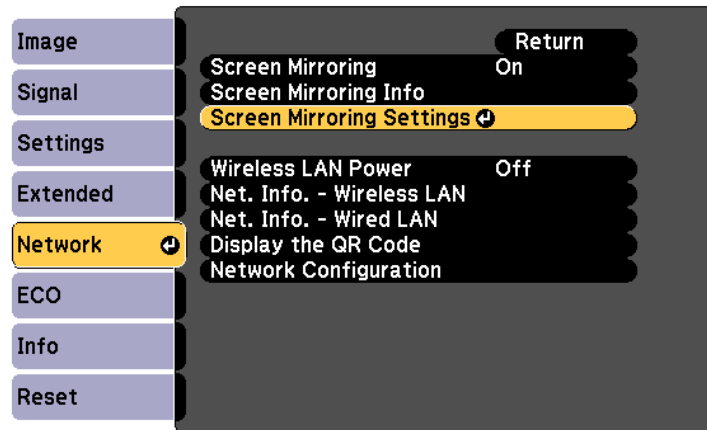 Image
Signal
Settings
Extended
Network
ECO
Info
Reset
Return
Screen Mirroring On
Screen Mirroring Info
Screen Mirroring Settings
Wireless LAN Power Off
Net. Info. - Wireless LAN
Net. Info. - Wired LAN
Display the QR Code
Network Configuration